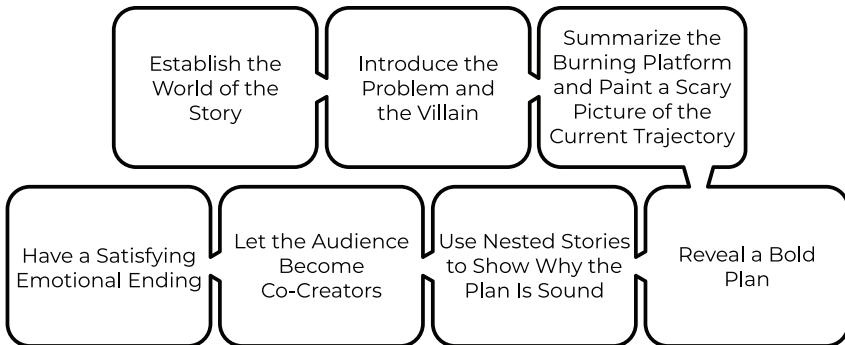 Establish the
World of the
Story
Introduce the
Problem and
the Villain
Summarize the
Burning Platform
and Paint a Scary
Picture of the
Current Trajectory
Reveal a Bold
Plan
Use Nested Stories
to Show Why the
Plan Is Sound
Let the Audience
Become
Co-Creators
Have a Satisfying
Emotional Ending